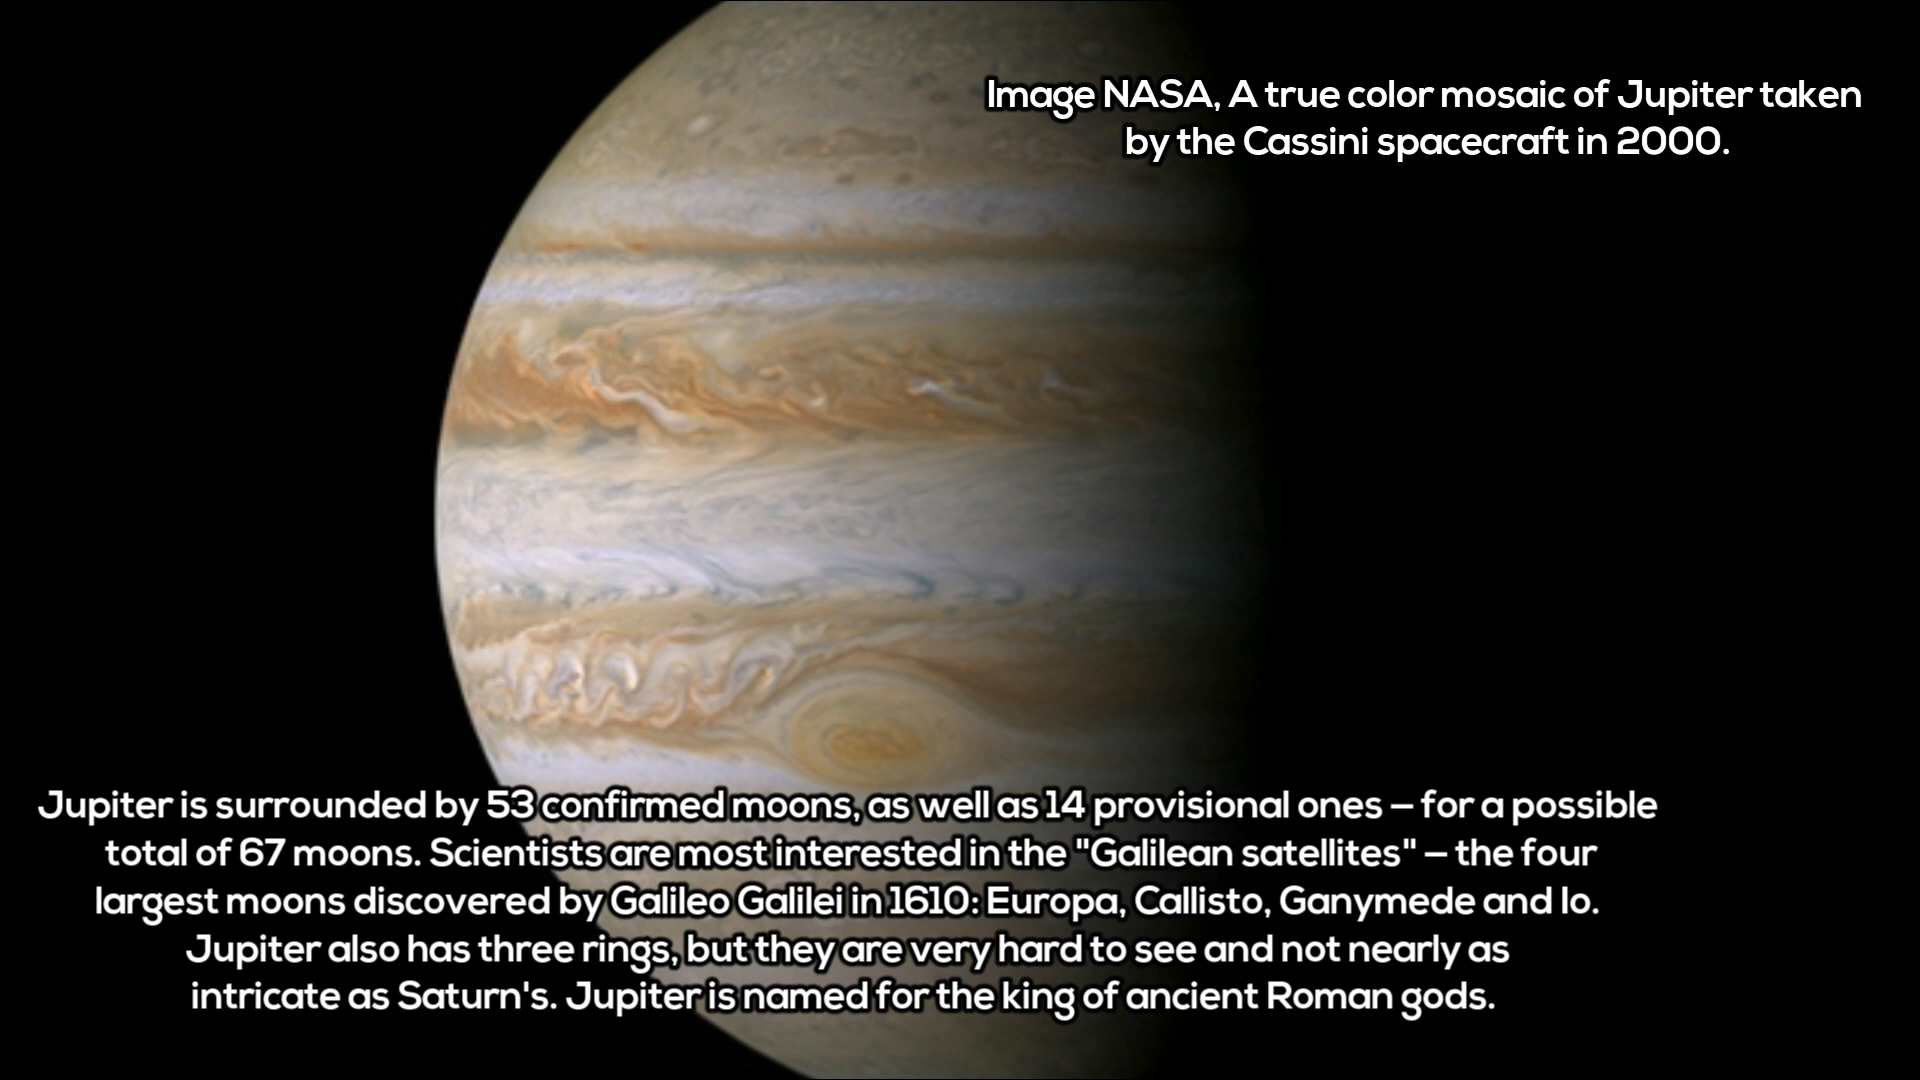 Image NASA, A true color mosaic of Jupiter taken
by the Cassini spacecraft in 2000.
Jupiter is surrounded by 53 confirmed moons, as well as 14 provisional ones — for a possible
total of 67 moons. Scientists are most interested in the "Galilean satellites" — the four
largest moons discovered by Galileo Galilei in 1610: Europa, Callisto, Ganymede and Io.
Jupiter also has three rings, but they are very hard to see and not nearly as
intricate as Saturn's. Jupiter is named for the king of ancient Roman gods.